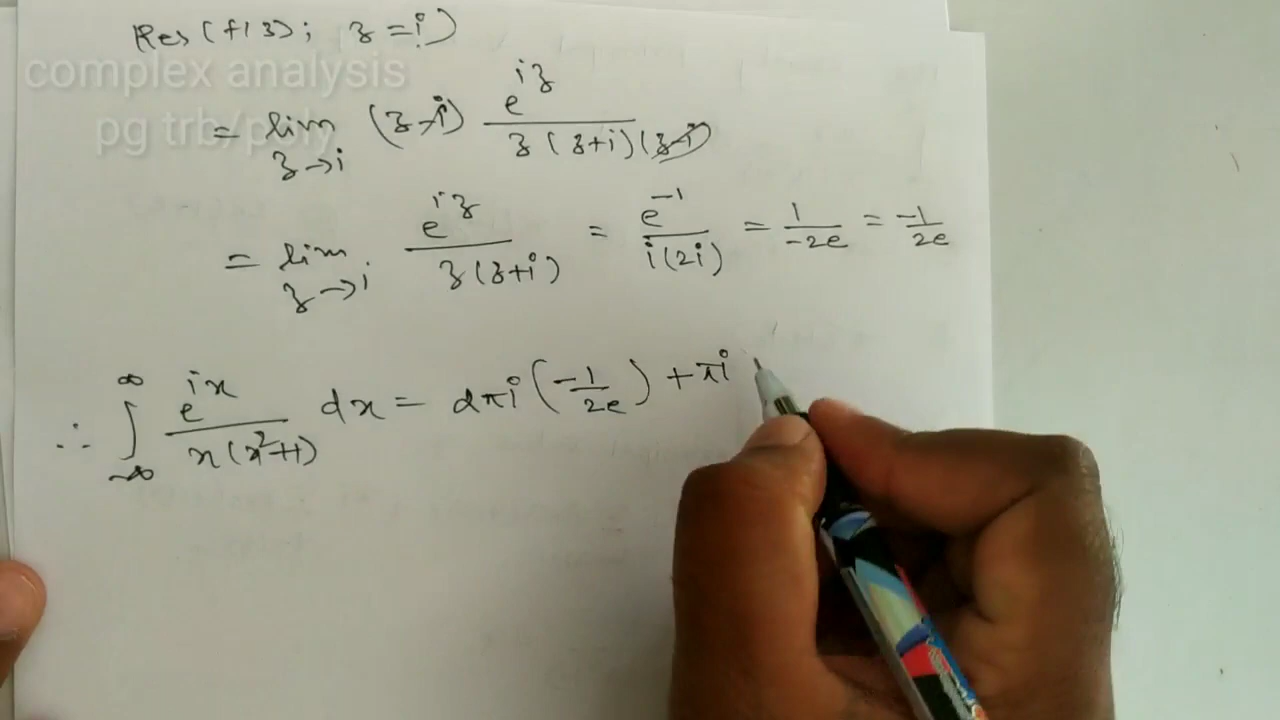 Res (f(z); z = i)
complex analysis
= lim z→i (z-i) e^{iz} / z(z+i)(z-i)
pg trb/poly
= lim z→i e^{iz} / z(z+i) = e^{-1} / i(2i) = 1/-2e = -1/2e
∴ ∫_{-∞}^{∞} e^{ix} / x(x²+1) dx = 2πi (-1/2e) + πi